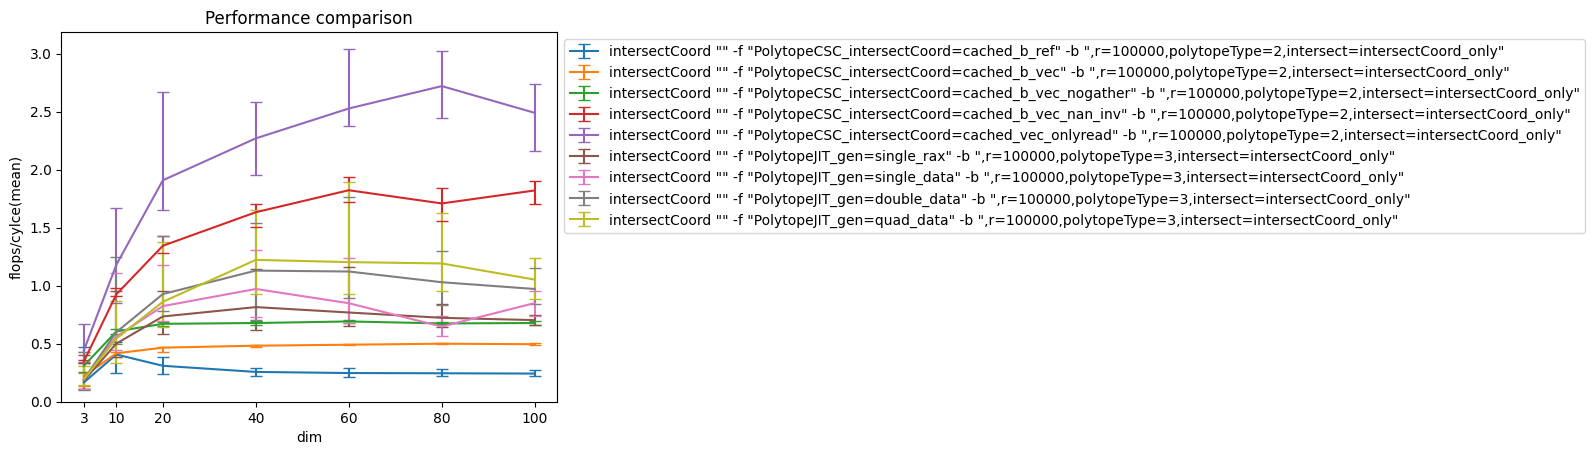 Performance comparison
flops/cylce(mean)
3.0
2.5
2.0
1.5
1.0
0.5
0.0
3 10 20 40 60 80 100
dim
intersectCoord "" -f "PolytopeCSC_intersectCoord=cached_b_ref" -b ",r=100000,polytopeType=2,intersect=intersectCoord_only"
intersectCoord "" -f "PolytopeCSC_intersectCoord=cached_b_vec" -b ",r=100000,polytopeType=2,intersect=intersectCoord_only"
intersectCoord "" -f "PolytopeCSC_intersectCoord=cached_b_vec_nogather" -b ",r=100000,polytopeType=2,intersect=intersectCoord_only"
intersectCoord "" -f "PolytopeCSC_intersectCoord=cached_b_vec_nan_inv" -b ",r=100000,polytopeType=2,intersect=intersectCoord_only"
intersectCoord "" -f "PolytopeCSC_intersectCoord=cached_vec_onlyread" -b ",r=100000,polytopeType=2,intersect=intersectCoord_only"
intersectCoord "" -f "PolytopeJIT_gen=single_rax" -b ",r=100000,polytopeType=3,intersect=intersectCoord_only"
intersectCoord "" -f "PolytopeJIT_gen=single_data" -b ",r=100000,polytopeType=3,intersect=intersectCoord_only"
intersectCoord "" -f "PolytopeJIT_gen=double_data" -b ",r=100000,polytopeType=3,intersect=intersectCoord_only"
intersectCoord "" -f "PolytopeJIT_gen=quad_data" -b ",r=100000,polytopeType=3,intersect=intersectCoord_only"